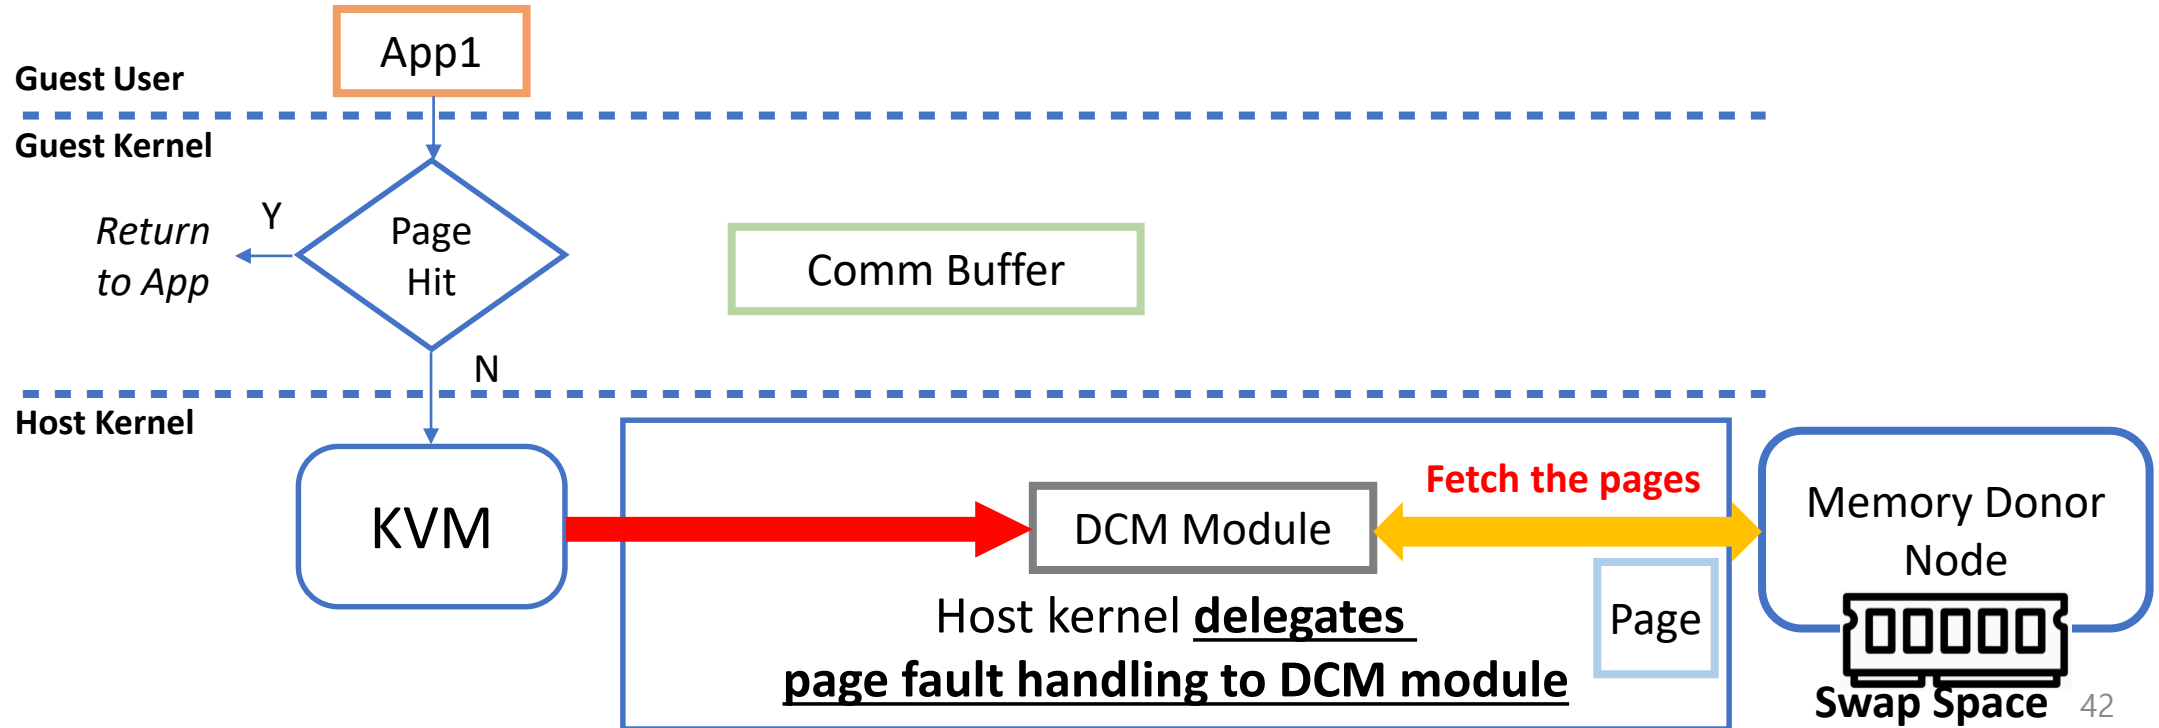 App1
Guest User
Guest Kernel
Return
to App
Y
Page
Hit
Comm Buffer
N
Host Kernel
KVM
DCM Module
Fetch the pages
Memory Donor
Node
Host kernel delegates
page fault handling to DCM module
Page
Swap Space
42